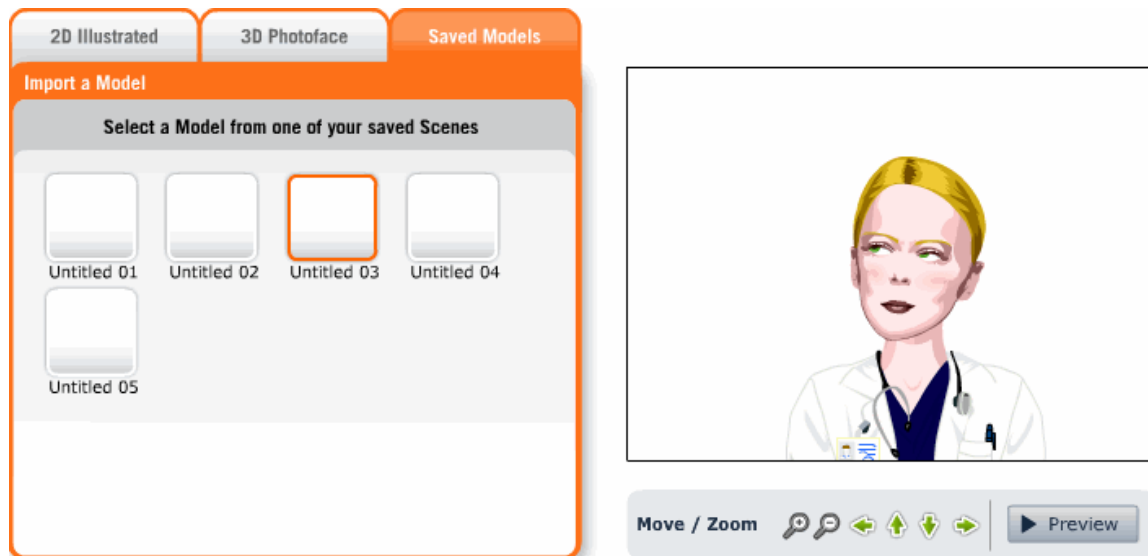 2D Illustrated
3D Photoface
Saved Models
Import a Model
Select a Model from one of your saved Scenes
Untitled 01
Untitled 02
Untitled 03
Untitled 04
Untitled 05
Move / Zoom
Preview